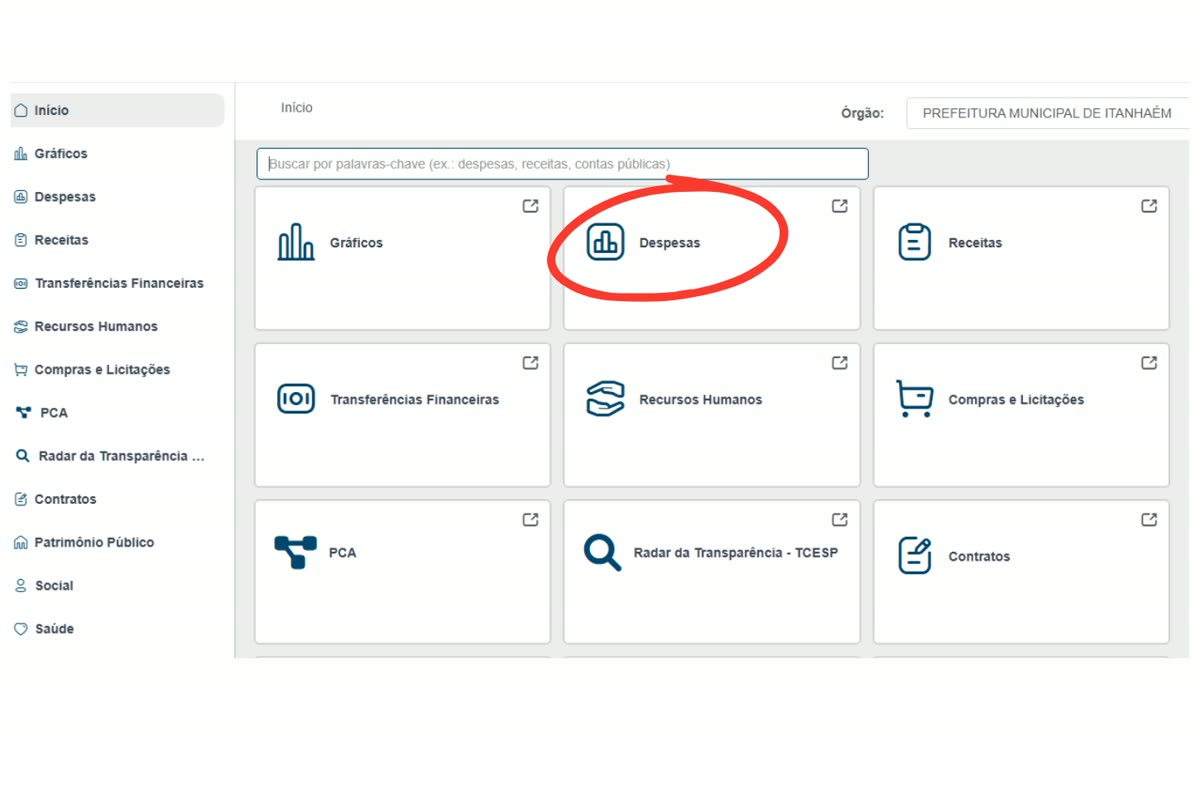 Início
Gráficos
Despesas
Receitas
Transferências Financeiras
Recursos Humanos
Compras e Licitações
PCA
Radar da Transparência ...
Contratos
Patrimônio Público
Social
Saúde
Início
Órgão:
PREFEITURA MUNICIPAL DE ITANHAÉM
Buscar por palavras-chave (ex.: despesas, receitas, contas públicas)
Gráficos
Despesas
Receitas
Transferências Financeiras
Recursos Humanos
Compras e Licitações
PCA
Radar da Transparência - TCESP
Contratos